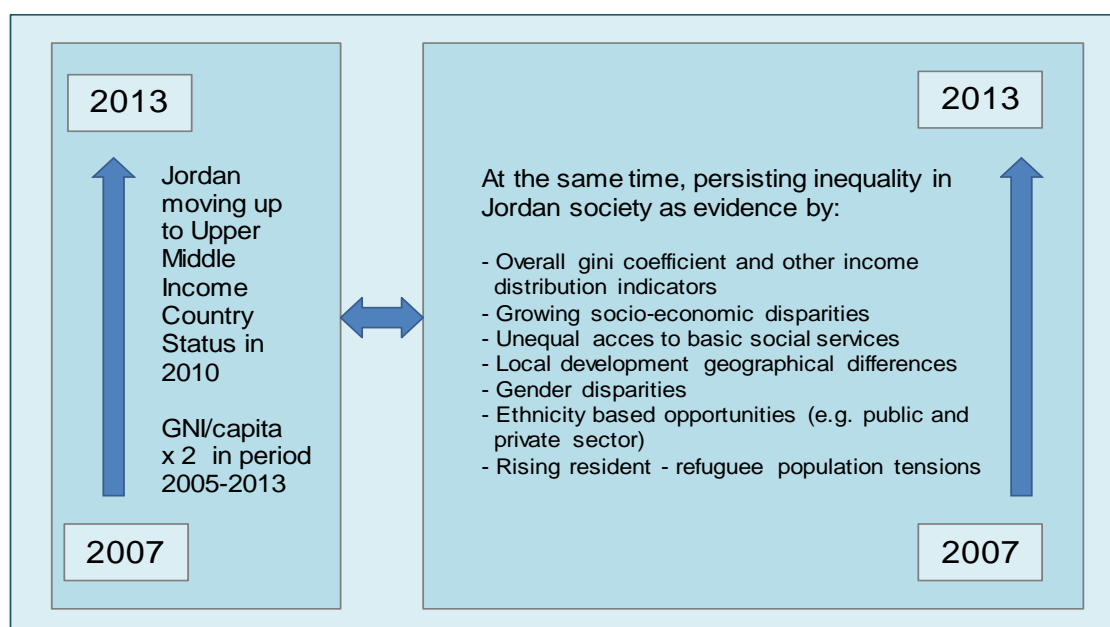 2013
Jordan
moving up
to Upper
Middle
Income
Country
Status in
2010
GNI/capita
x 2 in period
2005-2013
2007
2013
At the same time, persisting inequality in
Jordan society as evidence by:
- Overall gini coefficient and other income
distribution indicators
- Growing socio-economic disparities
- Unequal acces to basic social services
- Local development geographical differences
- Gender disparities
- Ethnicity based opportunities (e.g. public and
private sector)
- Rising resident - refuguee population tensions
2007